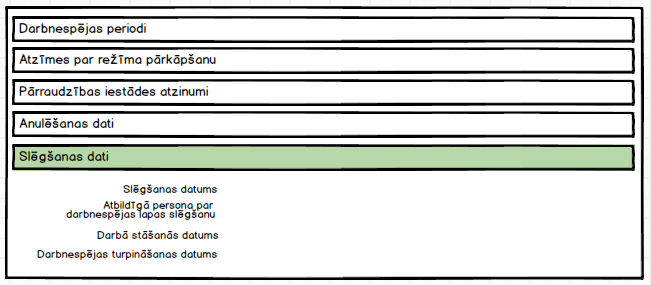 Darbnespējas periodi
Atzīmes par režīma pārkāpšanu
Pārraudzības iestādes atzinumi
Anulēšanas dati
Slēgšanas dati
Slēgšanas datums
Atbildīgā persona par
darbnespējas lapas slēgšanu
Darbā stāšanās datums
Darbnespējas turpināšanas datums